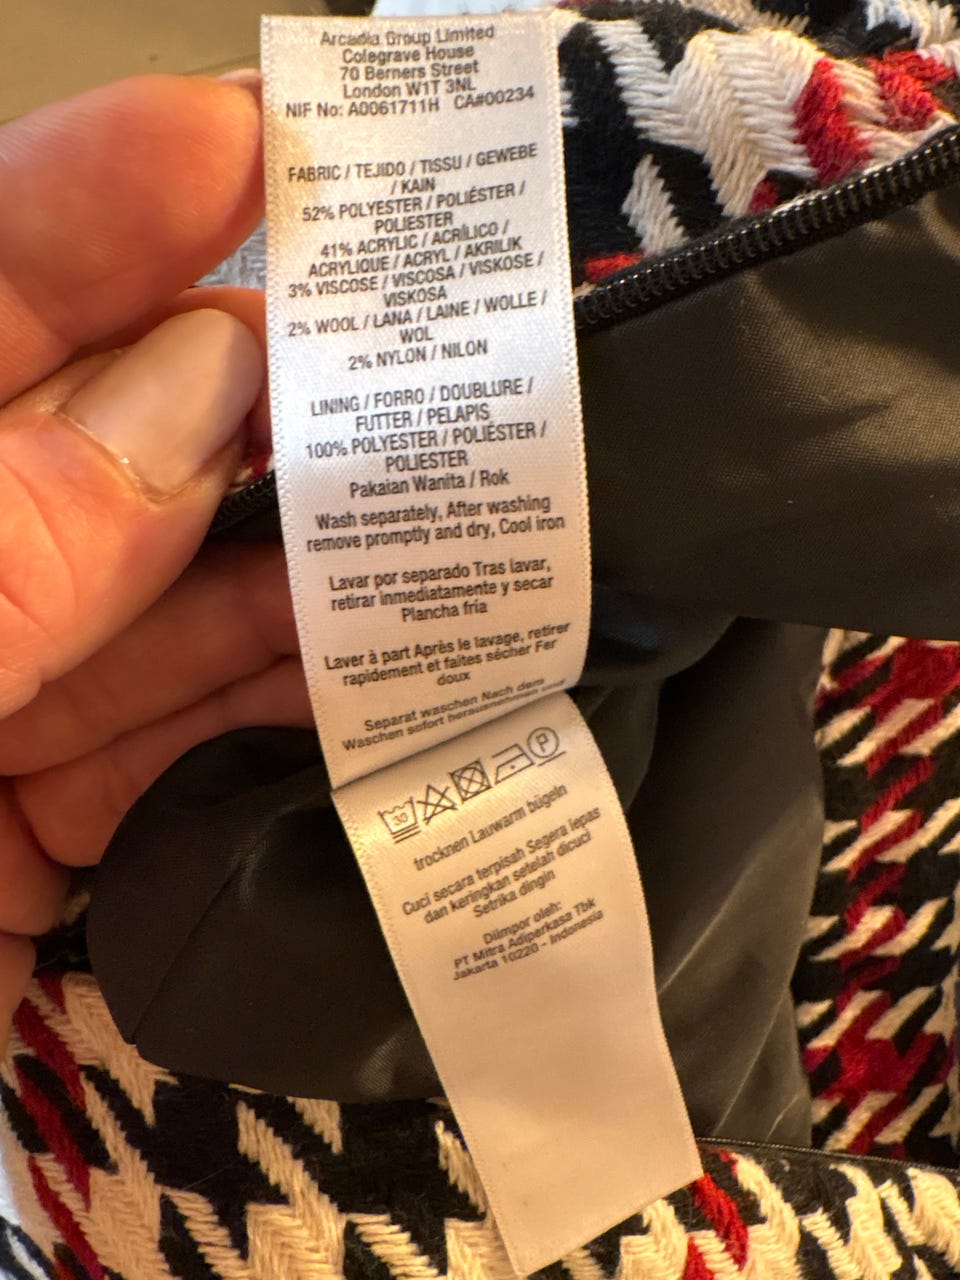 Arcadia Group Limited
Colegrave House
70 Berners Street
London W1T 3NL
NIF No: A0061711H CA#00234
FABRIC / TEJIDO / TISSU / GEWEBE
/ KAIN
52% POLYESTER / POLIÉSTER /
POLIESTER
41% ACRYLIC / ACRÍLICO /
ACRYLIQUE / ACRYL / AKRILIK
3% VISCOSE / VISCOSA / VISKOSE /
VISKOSA
2% WOOL / LANA / LAINE / WOLLE /
WOL
2% NYLON / NILON
LINING / FORRO / DOUBLURE /
FUTTER / PELAPIS
100% POLYESTER / POLIÉSTER /
POLIESTER
Pakaian Wanita / Rok
Wash separately, After washing
remove promptly and dry, Cool iron
Lavar por separado Tras lavar,
retirar inmediatamente y secar
Plancha fría
Laver à part Après le lavage, retirer
rapidement et faites sécher Fer
doux
Separat waschen Nach dem
Waschen sofort herausnehmen und
30 P
trocknen Lauwarm bügeln
Cuci secara terpisah Segera lepas
dan keringkan setelah dicuci
Setrika dingin
Diimpor oleh:
PT Mitra Adiperkasa Tbk
Jakarta 10220 - Indonesia